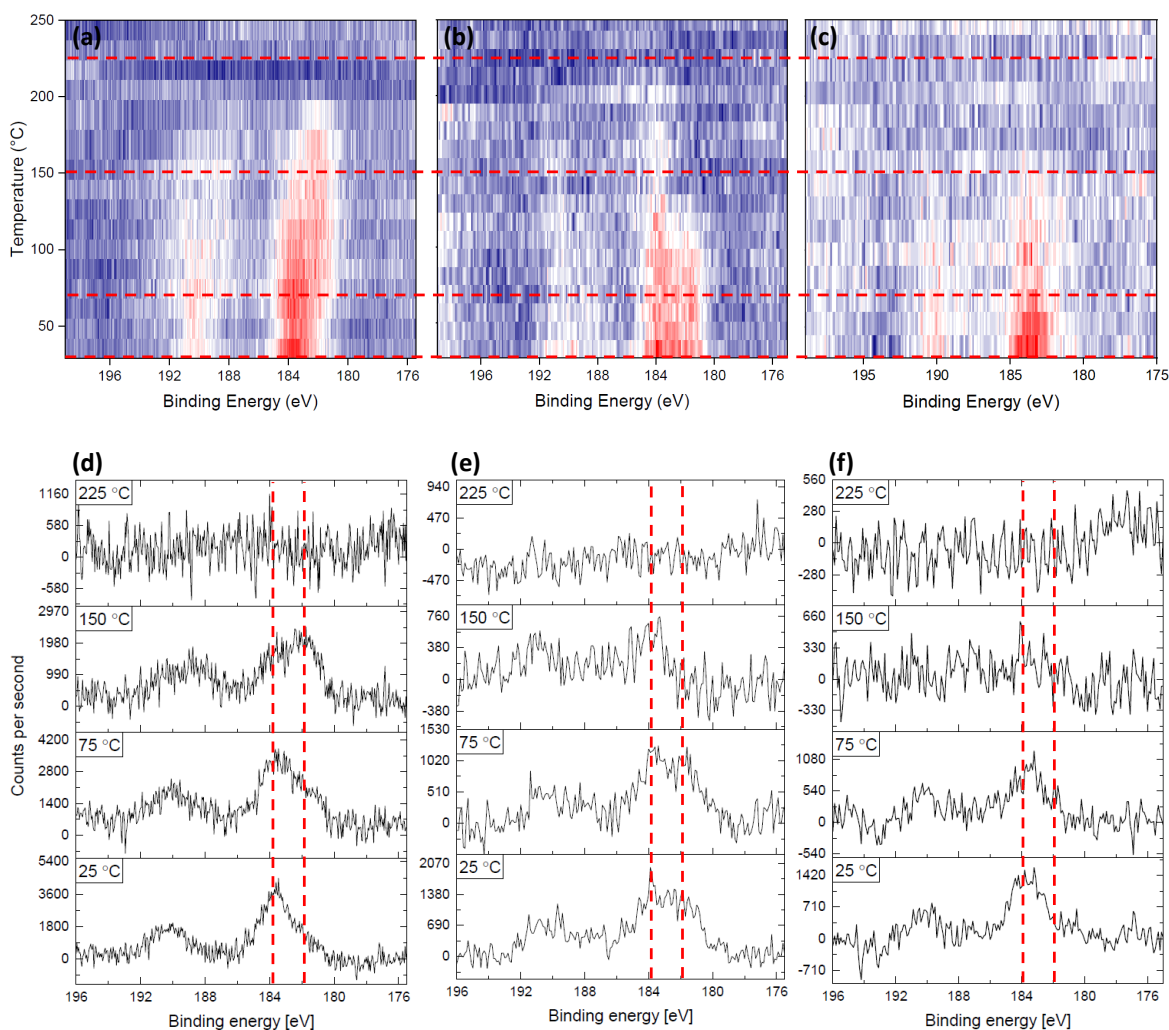 (a) (b) (c)
250
200
150
100
50
Temperature (°C)
196 192 188 184 180 176
196 192 188 184 180 176
195 190 185 180 175
Binding Energy (eV) Binding Energy (eV) Binding Energy (eV)
(d) (e) (f)
Counts per second
225 °C
1160
580
0
-580
150 °C
2970
1980
990
0
75 °C
4200
2800
1400
0
25 °C
5400
3600
1800
0
196 192 188 184 180 176
Binding energy [eV]
225 °C
940
470
0
-470
150 °C
760
380
0
-380
75 °C
1530
1020
510
0
25 °C
2070
1380
690
0
196 192 188 184 180 176
Binding energy [eV]
225 °C
560
280
0
-280
150 °C
660
330
0
-330
75 °C
1080
540
0
-540
25 °C
1420
710
0
-710
196 192 188 184 180 176
Binding energy [eV]